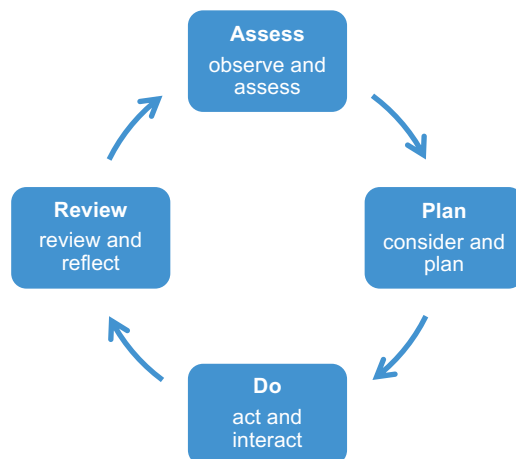 Assess
observe and
assess
Plan
consider and
plan
Do
act and
interact
Review
review and
reflect